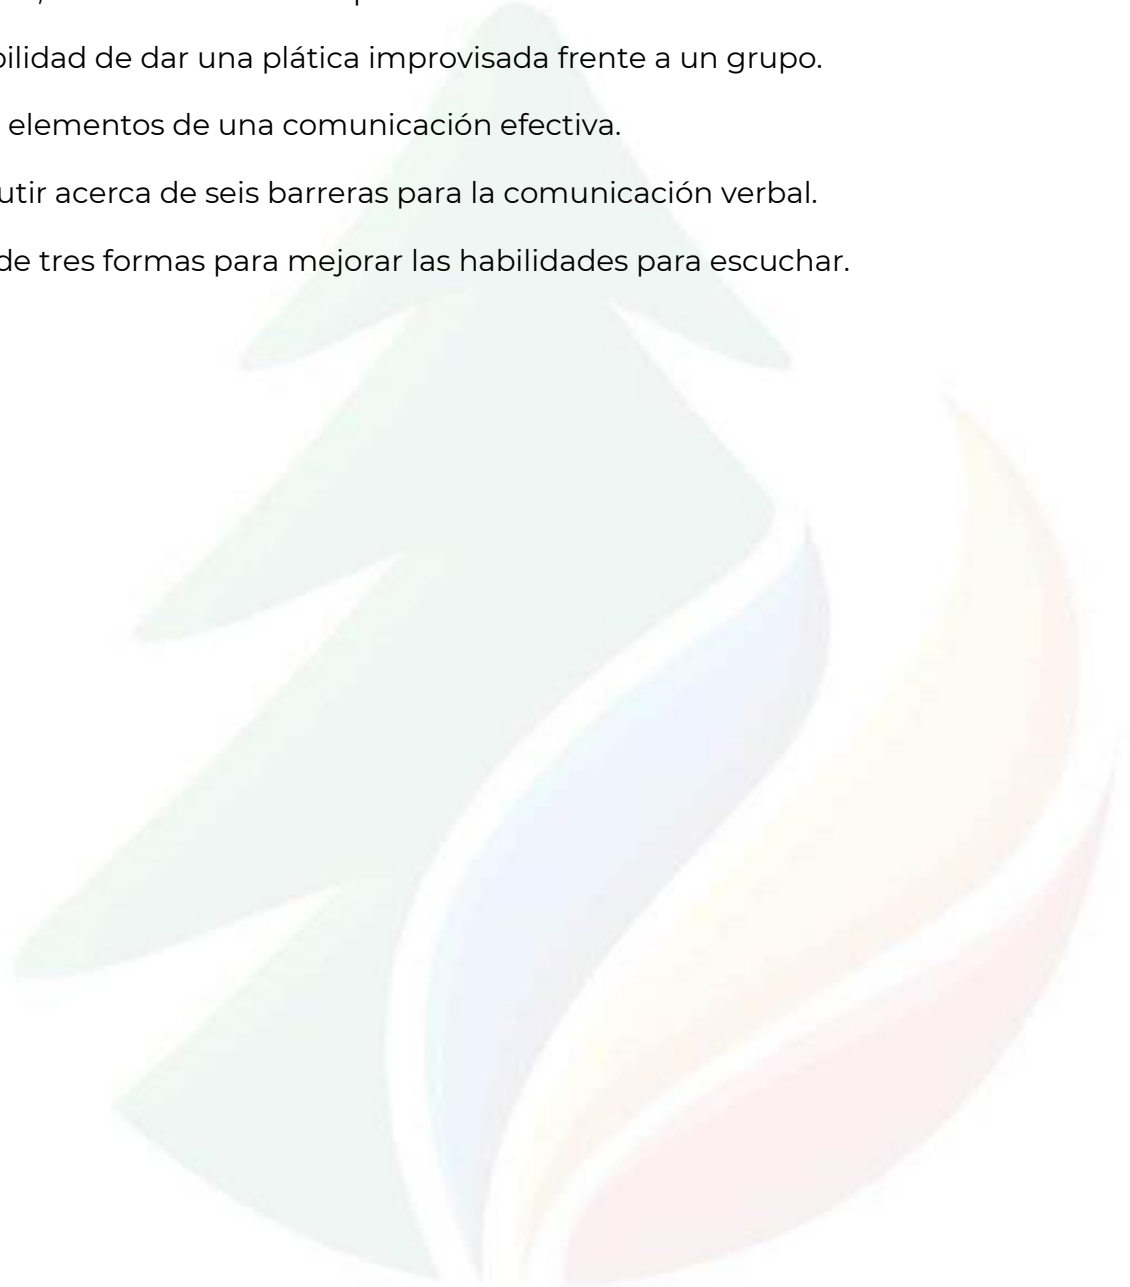 bilidad de dar una plática improvisada frente a un grupo.
elementos de una comunicación efectiva.
utir acerca de seis barreras para la comunicación verbal.
de tres formas para mejorar las habilidades para escuchar.